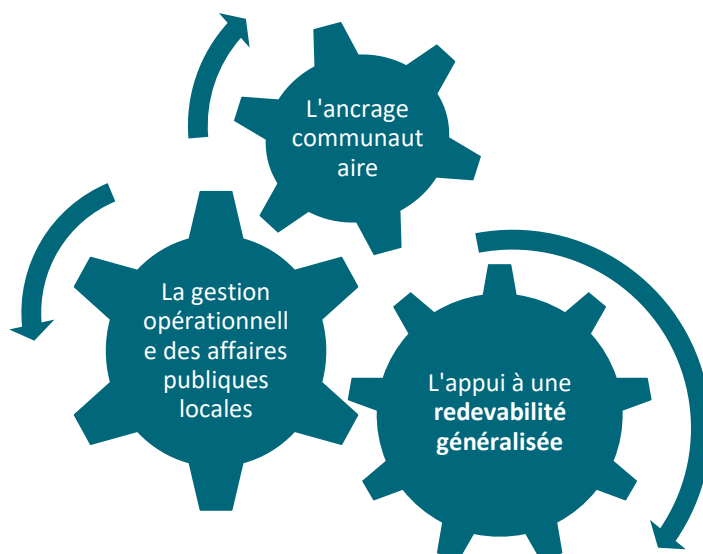 L'ancrage
communaut
aire
La gestion
opérationnell
e des affaires
publiques
locales
L'appui à une
redevabilité
généralisée